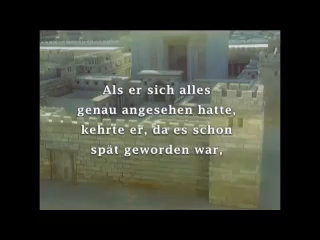 Als er sich alles
genau angesehen hatte,
kehrte er, da es schon
spät geworden war,